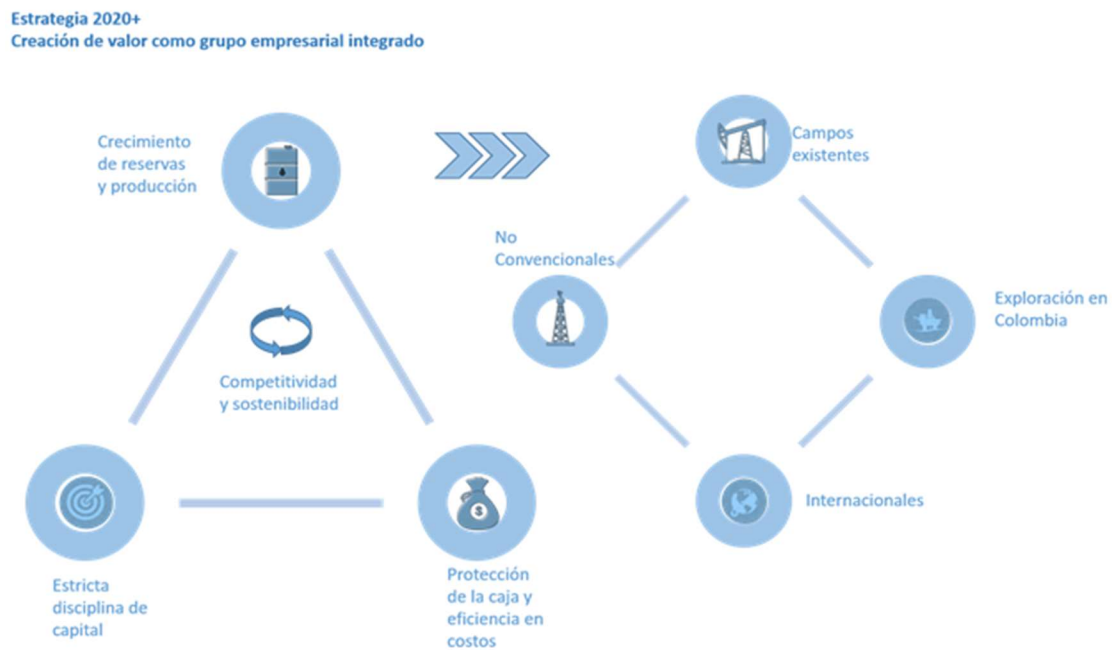 Estrategia 2020+
Creación de valor como grupo empresarial integrado
Crecimiento
de reservas
y producción
Competitividad
y sostenibilidad
Estricta
disciplina de
capital
$
Protección
de la caja y
eficiencia en
costos
Campos
existentes
No
Convencionales
Exploración en
Colombia
Internacionales